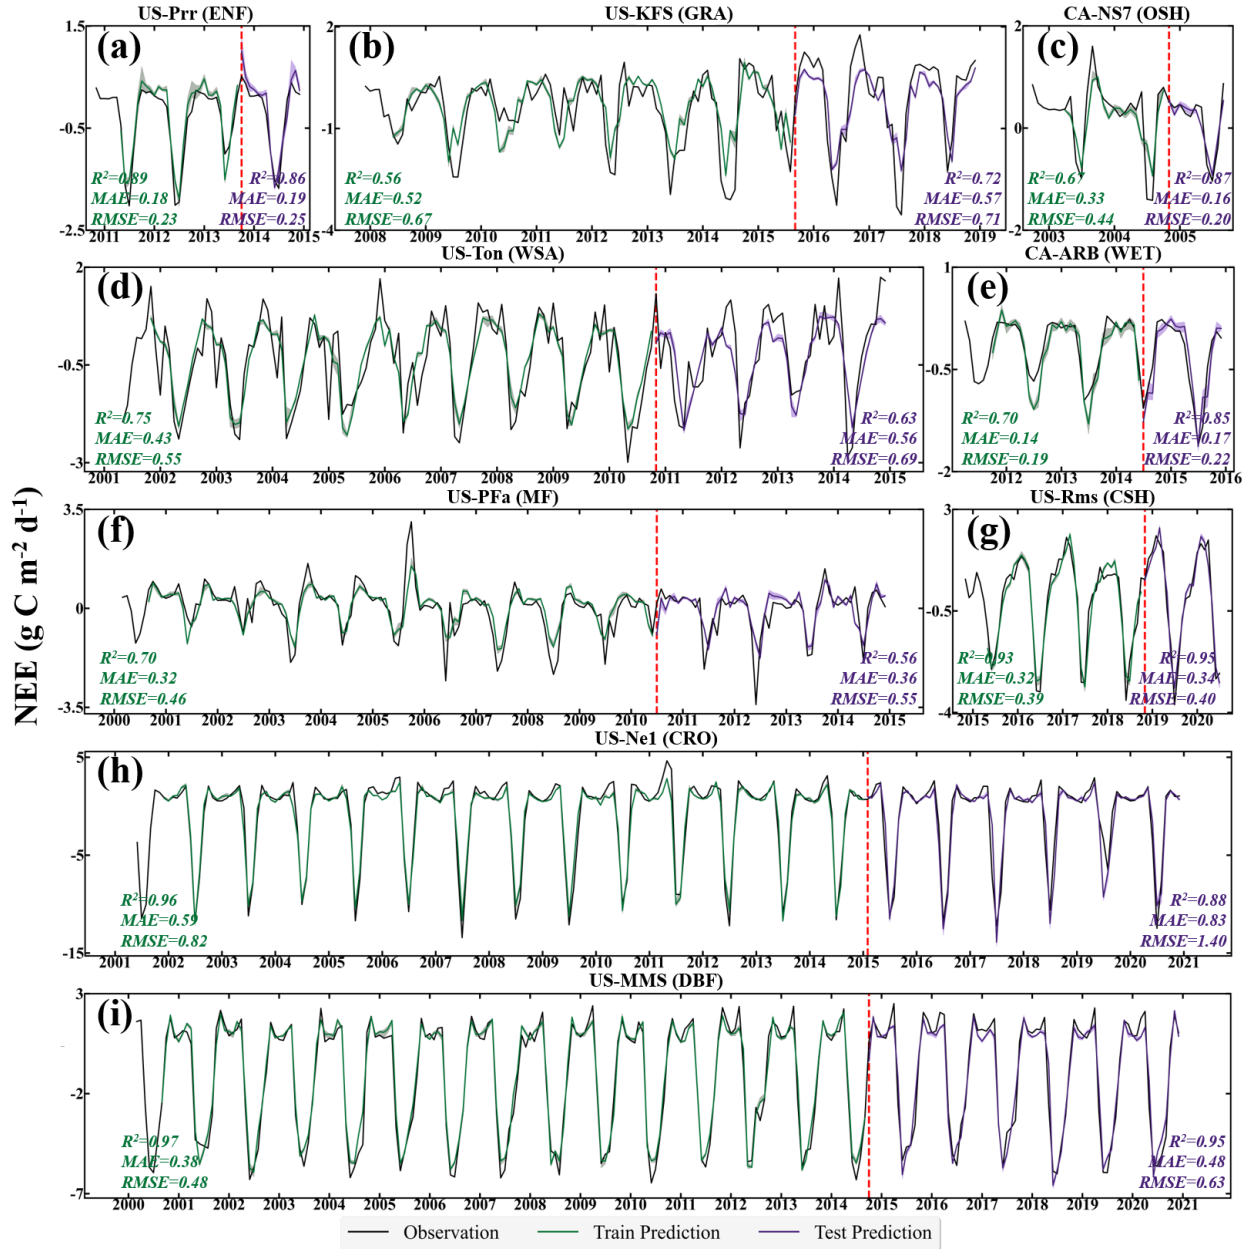 US-Prr (ENF) US-KFS (GRA) CA-NS7 (OSH)
1.5 -0.5 -2.5
(a)
R²=0.89 R²=0.86
MAE=0.18 MAE=0.19
RMSE=0.23 RMSE=0.25
2011 2012 2013 2014 2015
2 -1 -4
(b)
R²=0.56 R²=0.72
MAE=0.52 MAE=0.57
RMSE=0.67 RMSE=0.71
2008 2009 2010 2011 2012 2013 2014 2015 2016 2017 2018 2019
2 0 -2
(c)
R²=0.67 R²=0.87
MAE=0.33 MAE=0.16
RMSE=0.44 RMSE=0.20
2003 2004 2005
US-Ton (WSA) CA-ARB (WET)
2 -0.5 -3
(d)
R²=0.75 R²=0.63
MAE=0.43 MAE=0.56
RMSE=0.55 RMSE=0.69
2001 2002 2003 2004 2005 2006 2007 2008 2009 2010 2011 2012 2013 2014 2015
1 -0.5 -2
(e)
R²=0.70 R²=0.85
MAE=0.14 MAE=0.17
RMSE=0.19 RMSE=0.22
2012 2013 2014 2015 2016
NEE (g C m⁻² d⁻¹)
US-PFa (MF) US-Rms (CSH)
3.5 0 -3.5
(f)
R²=0.70 R²=0.56
MAE=0.32 MAE=0.36
RMSE=0.46 RMSE=0.55
2000 2001 2002 2003 2004 2005 2006 2007 2008 2009 2010 2011 2012 2013 2014 2015
3 -0.5 -4
(g)
R²=0.93 R²=0.95
MAE=0.32 MAE=0.34
RMSE=0.39 RMSE=0.40
2015 2016 2017 2018 2019 2020
US-Ne1 (CRO)
5 -5 -15
(h)
R²=0.96 R²=0.88
MAE=0.59 MAE=0.83
RMSE=0.82 RMSE=1.40
2001 2002 2003 2004 2005 2006 2007 2008 2009 2010 2011 2012 2013 2014 2015 2016 2017 2018 2019 2020 2021
US-MMS (DBF)
3 -2 -7
(i)
R²=0.97 R²=0.95
MAE=0.38 MAE=0.48
RMSE=0.48 RMSE=0.63
2000 2001 2002 2003 2004 2005 2006 2007 2008 2009 2010 2011 2012 2013 2014 2015 2016 2017 2018 2019 2020 2021
Observation Train Prediction Test Prediction